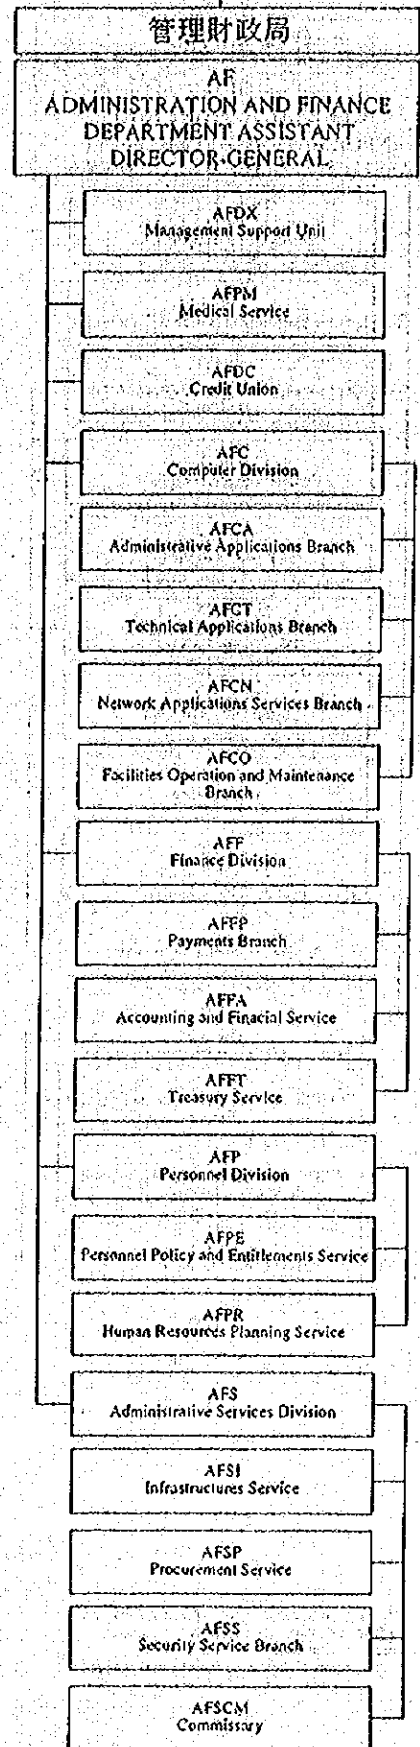 管理財政局
AF
ADMINISTRATION AND FINANCE
DEPARTMENT ASSISTANT
DIRECTOR-GENERAL
AFDX
Management Support Unit
AFPM
Medical Service
AFDC
Credit Union
AFC
Computer Division
AFCA
Administrative Applications Branch
AFCT
Technical Applications Branch
AFCN
Network Applications Services Branch
AFCO
Facilities Operation and Maintenance
Branch
AFF
Finance Division
AFFP
Payments Branch
AFFA
Accounting and Finacial Service
AFFT
Treasury Service
AFP
Personnel Division
AFPE
Personnel Policy and Entitlements Service
AFPR
Human Resources Planning Service
AFS
Administrative Services Division
AFSI
Infrastructures Service
AFSP
Procurement Service
AFSS
Security Service Branch
AFSCM
Commissary